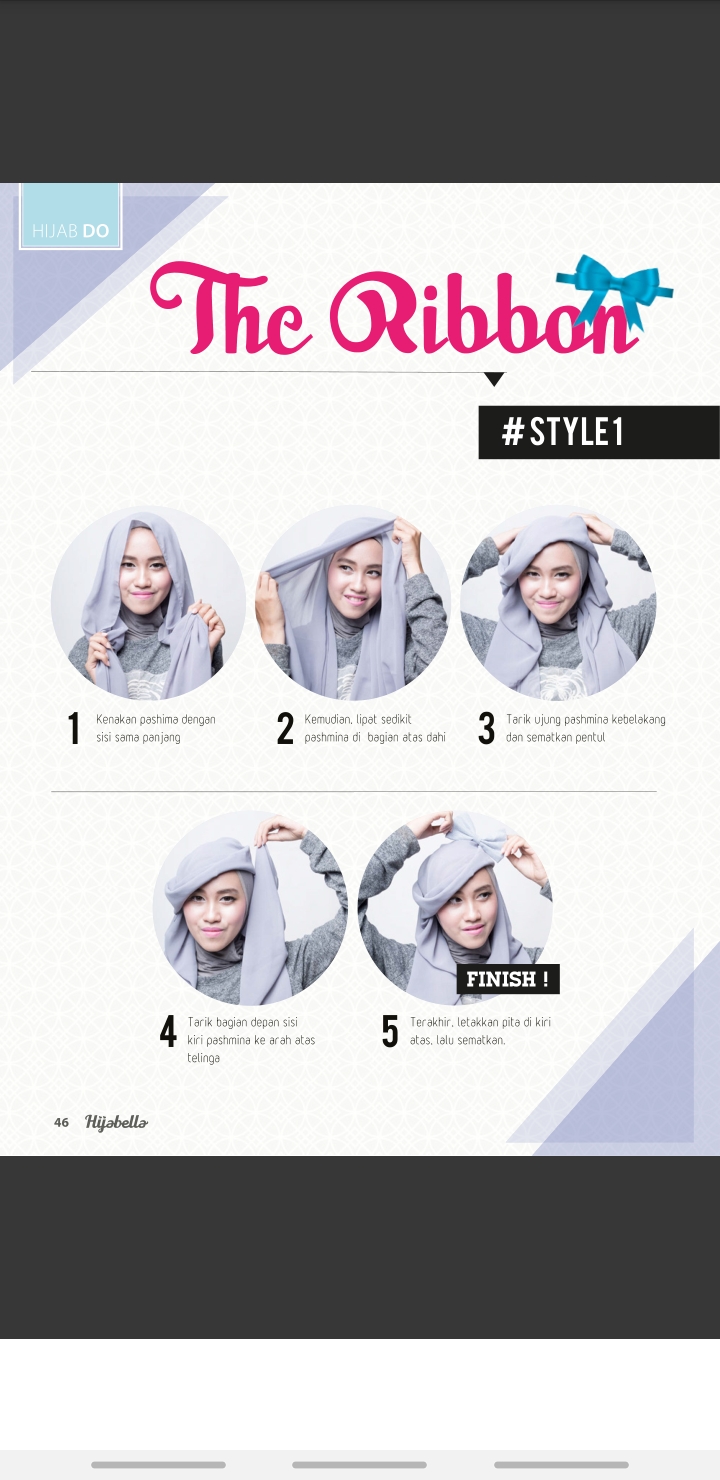 HIJAB DO
The Ribbon
#STYLE1
1 Kenakan pashima dengan
sisi sama panjang
2 Kemudian, lipat sedikit
pashmina di bagian atas dahi
3 Tarik ujung pashmina kebelakang
dan sematkan pentul
4 Tarik bagian depan sisi
kiri pashmina ke arah atas
telinga
FINISH !
5 Terakhir, letakkan pita di kiri
atas, lalu sematkan.
46 Hijabella